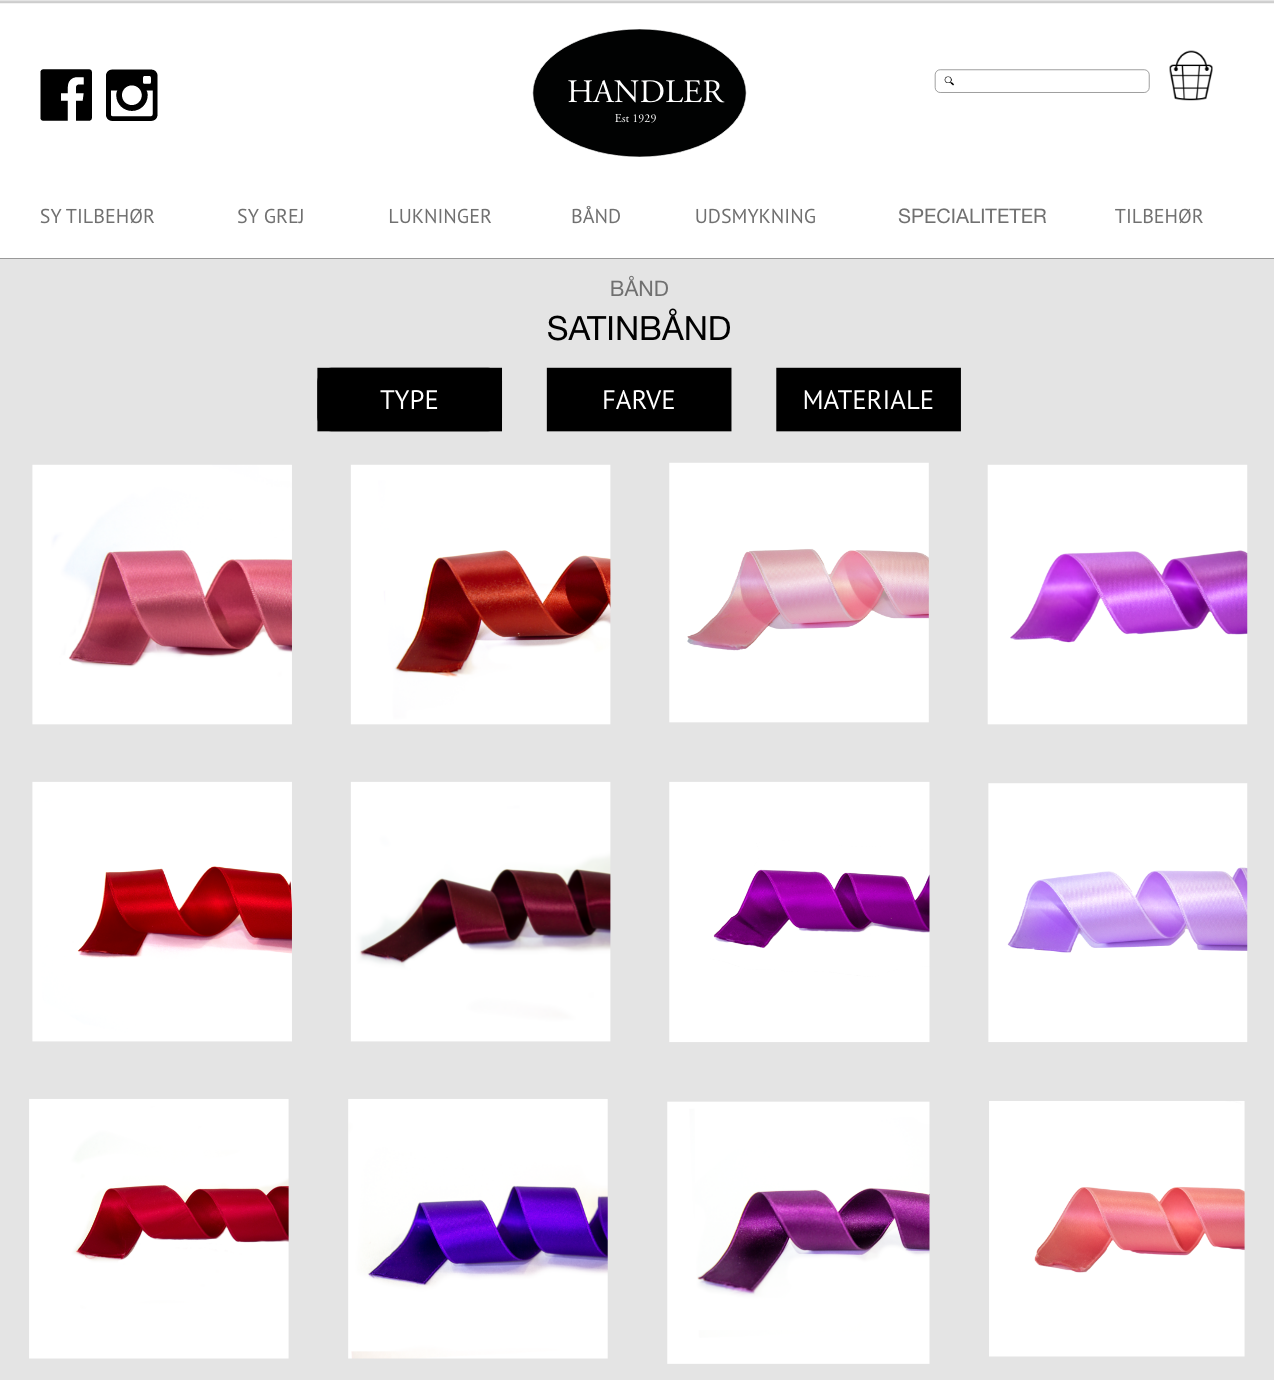 HANDLER
Est 1929
SY TILBEHØR
SY GREJ
LUKNINGER
BÅND
UDSMYKNING
SPECIALITETER
TILBEHØR
BÅND
SATINBÅND
TYPE
FARVE
MATERIALE